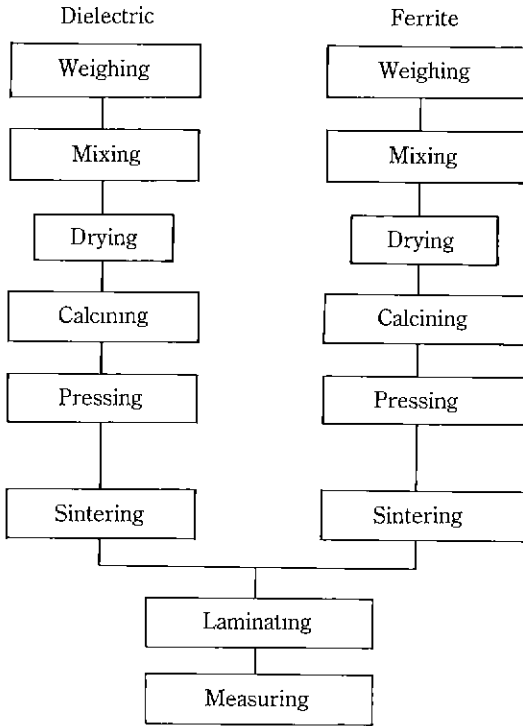 Dielectric
Ferrite
Weighing
Weighing
Mixing
Mixing
Drying
Drying
Calcining
Calcining
Pressing
Pressing
Sintering
Sintering
Laminating
Measuring